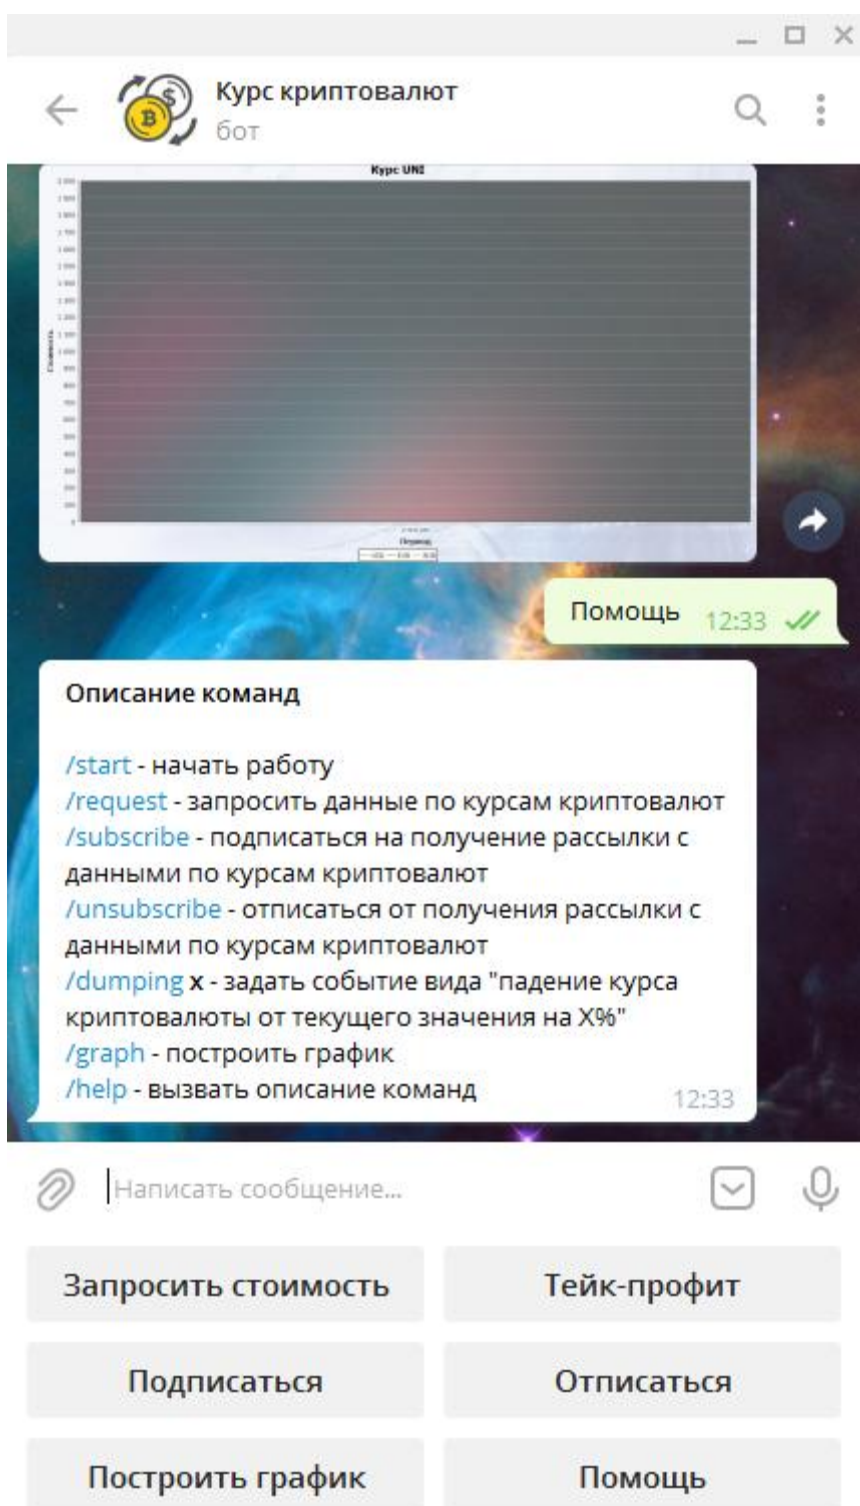 Курс криптовалют
бот
Курс UNI
Стоимость
Период
Помощь 12:33
Описание команд
/start - начать работу
/request - запросить данные по курсам криптовалют
/subscribe - подписаться на получение рассылки с
данными по курсам криптовалют
/unsubscribe - отписаться от получения рассылки с
данными по курсам криптовалют
/dumping x - задать событие вида "падение курса
криптовалюты от текущего значения на X%"
/graph - построить график
/help - вызвать описание команд
12:33
Написать сообщение...
Запросить стоимость
Тейк-профит
Подписаться
Отписаться
Построить график
Помощь